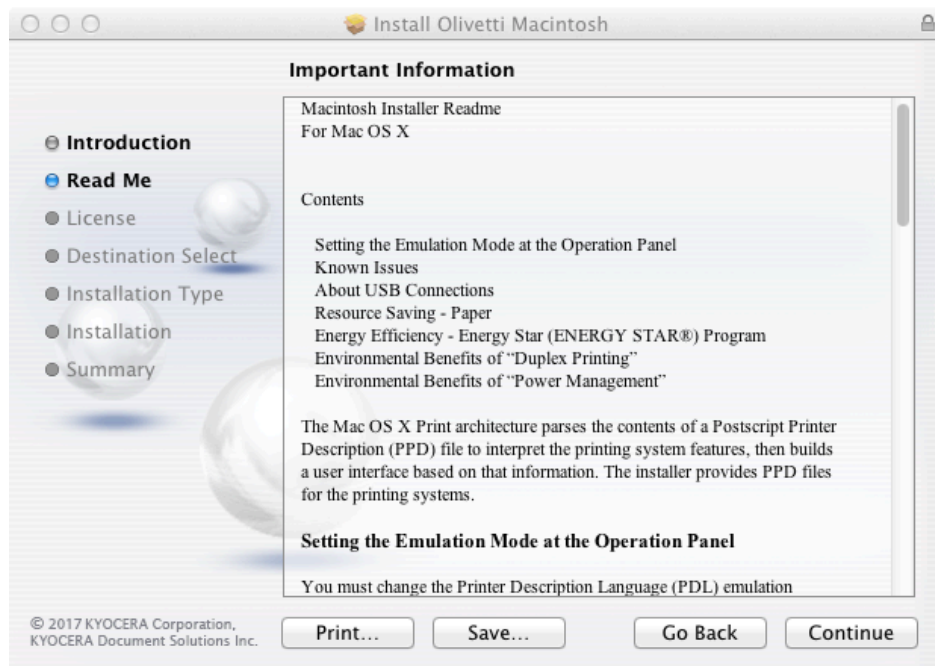 Install Olivetti Macintosh
Important Information
Introduction
Read Me
License
Destination Select
Installation Type
Installation
Summary
Macintosh Installer Readme
For Mac OS X
Contents
Setting the Emulation Mode at the Operation Panel
Known Issues
About USB Connections
Resource Saving - Paper
Energy Efficiency - Energy Star (ENERGY STAR®) Program
Environmental Benefits of “Duplex Printing”
Environmental Benefits of “Power Management”
The Mac OS X Print architecture parses the contents of a Postscript Printer
Description (PPD) file to interpret the printing system features, then builds
a user interface based on that information. The installer provides PPD files
for the printing systems.
Setting the Emulation Mode at the Operation Panel
You must change the Printer Description Language (PDL) emulation
© 2017 KYOCERA Corporation,
KYOCERA Document Solutions Inc.
Print...
Save...
Go Back
Continue